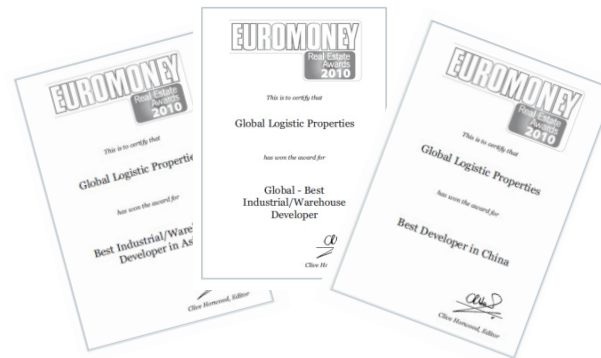 EUROMONEY
Real Estate
Awards
2010
This is to certify that
Global Logistic Properties
has won the award for
Best Industrial/Ware
Developer in As
Clive Horwood, Editor
EUROMONEY
Real Estate
Awards
2010
This is to certify that
Global Logistic Properties
has won the award for
Global - Best
Industrial/Warehouse
Developer
Clive H
EUROMONEY
Real Estate
Awards
2010
This is to certify that
Global Logistic Properties
has won the award for
Best Developer in China
Clive Horwood, Editor